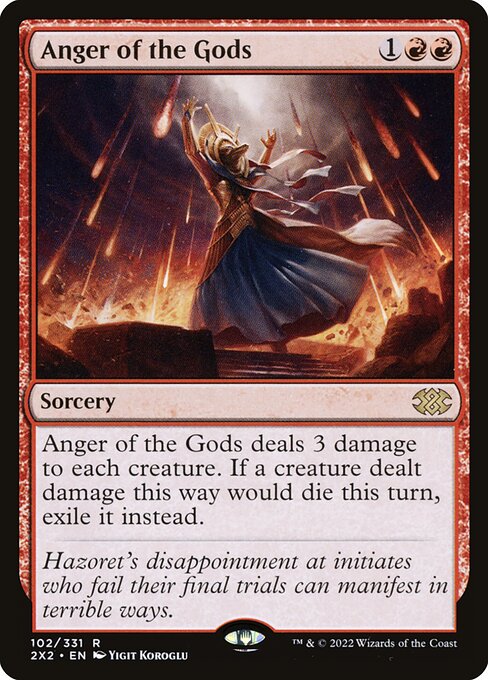 Anger of the Gods 1
Sorcery
Anger of the Gods deals 3 damage
to each creature. If a creature dealt
damage this way would die this turn,
exile it instead.
Hazoret's disappointment at initiates
who fail their final trials can manifest in
terrible ways.
102/331 R
2X2 • EN Yigit Koroglu
™ & © 2022 Wizards of the Coast